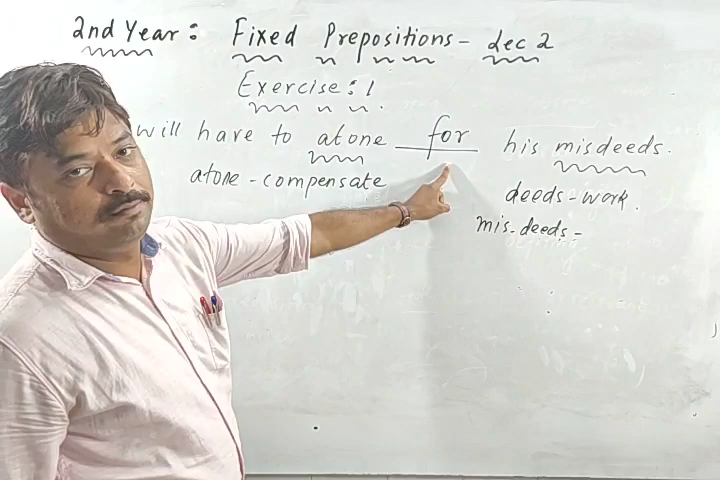 2nd Year: Fixed Prepositions - Lec 2
Exercise: 1
will have to atone for his misdeeds.
atone - compensate
deeds - work.
mis-deeds -